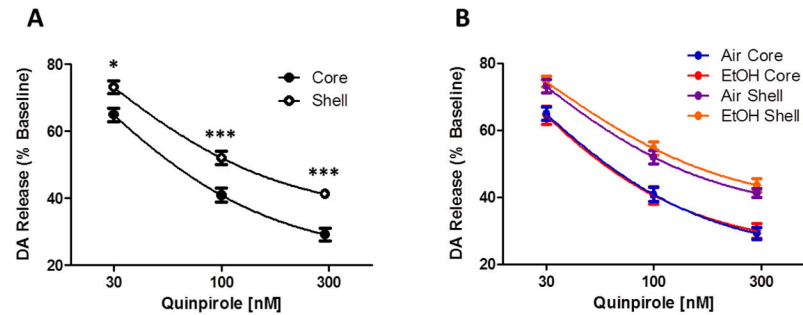 A
DA Release (% Baseline)
80
60
40
20
*
***
***
Core
Shell
30
100
300
Quinpirole [nM]
B
DA Release (% Baseline)
80
60
40
20
Air Core
EtOH Core
Air Shell
EtOH Shell
30
100
300
Quinpirole [nM]